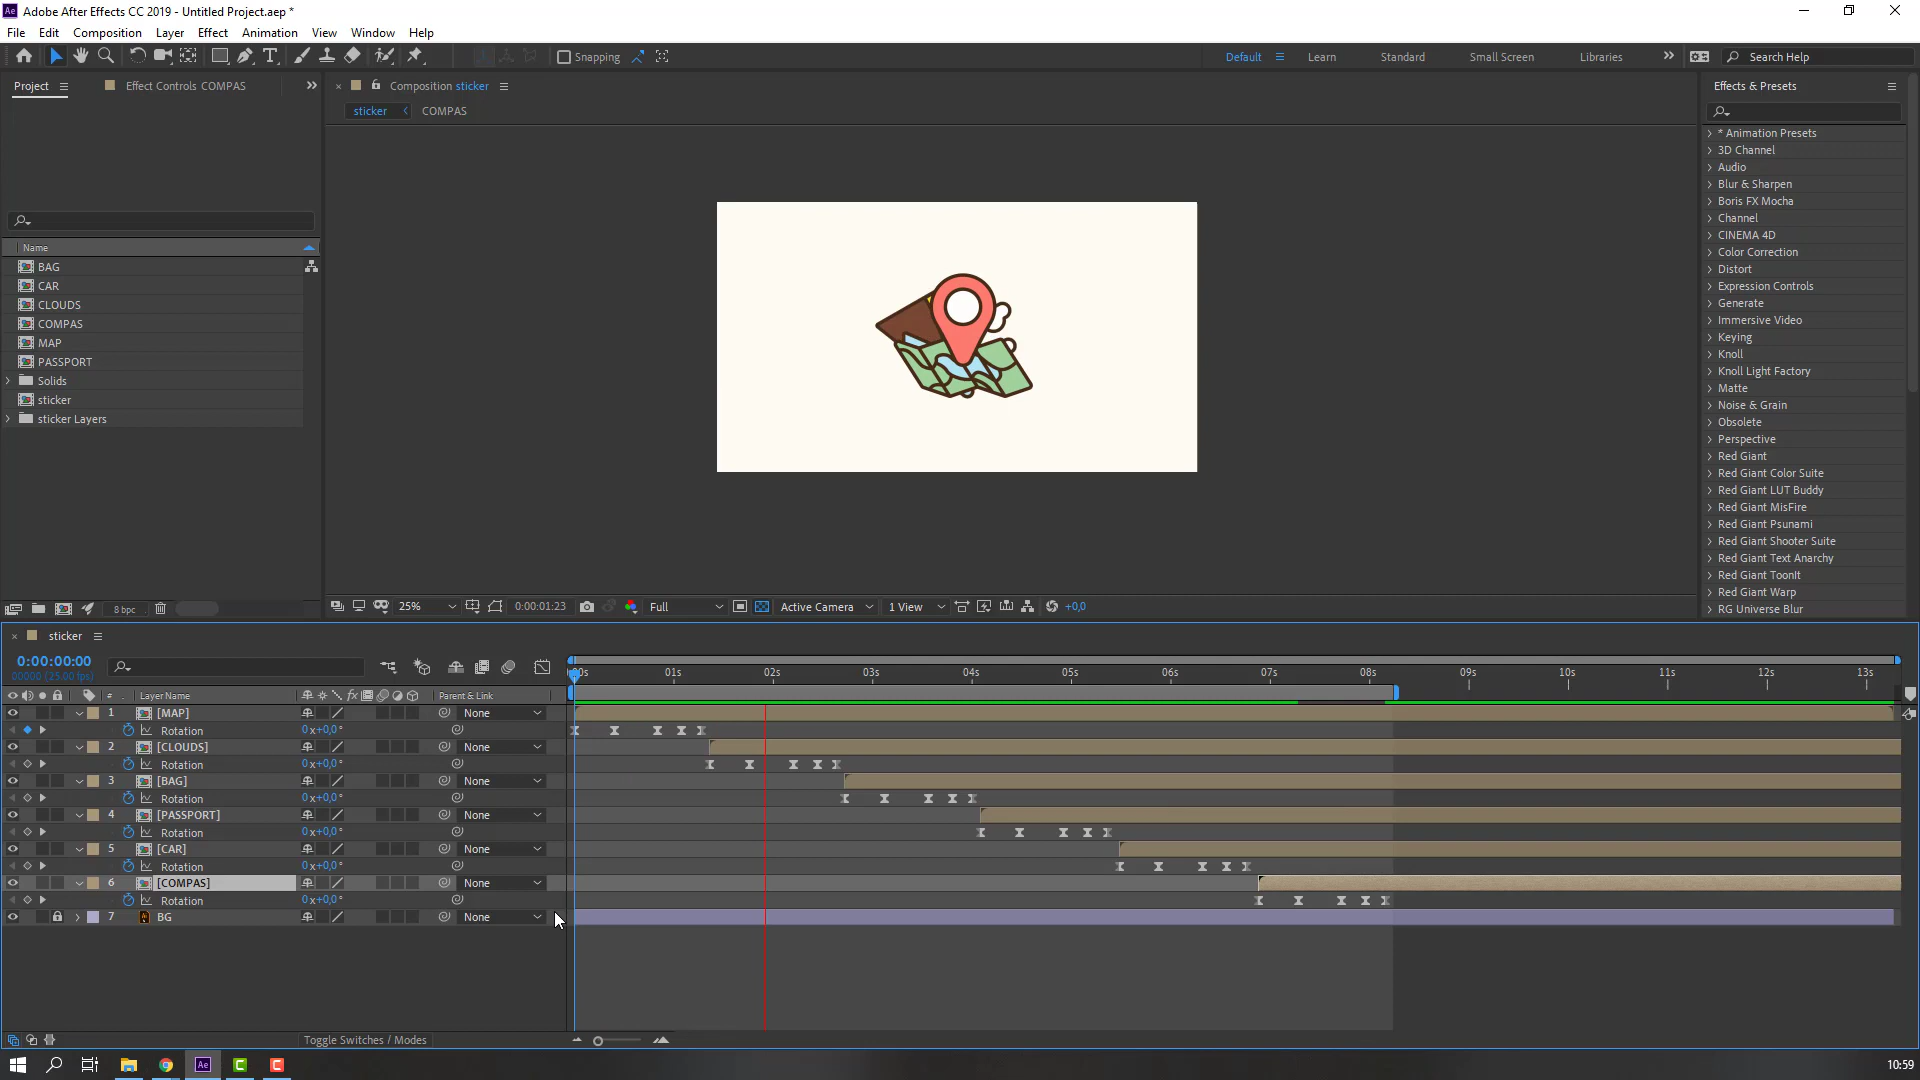 Adobe After Effects CC 2019 - Untitled Project.aep *
File Edit Composition Layer Effect Animation View Window Help
Snapping Default Learn Standard Small Screen Libraries Search Help
Project Effect Controls COMPAS
Composition sticker
sticker COMPAS
Effects & Presets
* Animation Presets
3D Channel
Audio
Blur & Sharpen
Boris FX Mocha
Channel
CINEMA 4D
Color Correction
Distort
Expression Controls
Generate
Immersive Video
Keying
Knoll
Knoll Light Factory
Matte
Noise & Grain
Obsolete
Perspective
Red Giant
Red Giant Color Suite
Red Giant LUT Buddy
Red Giant MisFire
Red Giant Psunami
Red Giant Shooter Suite
Red Giant Text Anarchy
Red Giant ToonIt
Red Giant Warp
RG Universe Blur
Name
BAG
CAR
CLOUDS
COMPAS
MAP
PASSPORT
Solids
sticker
sticker Layers
8 bpc
25% 0:00:01:23 Full Active Camera 1 View +0,0
sticker
0:00:00:00
00000 (25.00 fps)
:00s 01s 02s 03s 04s 05s 06s 07s 08s 09s 10s 11s 12s 13s
# Layer Name fx Parent & Link
1 [MAP] None
Rotation 0x+0,0°
2 [CLOUDS] None
Rotation 0x+0,0°
3 [BAG] None
Rotation 0x+0,0°
4 [PASSPORT] None
Rotation 0x+0,0°
5 [CAR] None
Rotation 0x+0,0°
6 [COMPAS] None
Rotation 0x+0,0°
7 BG None
Toggle Switches / Modes
10:59